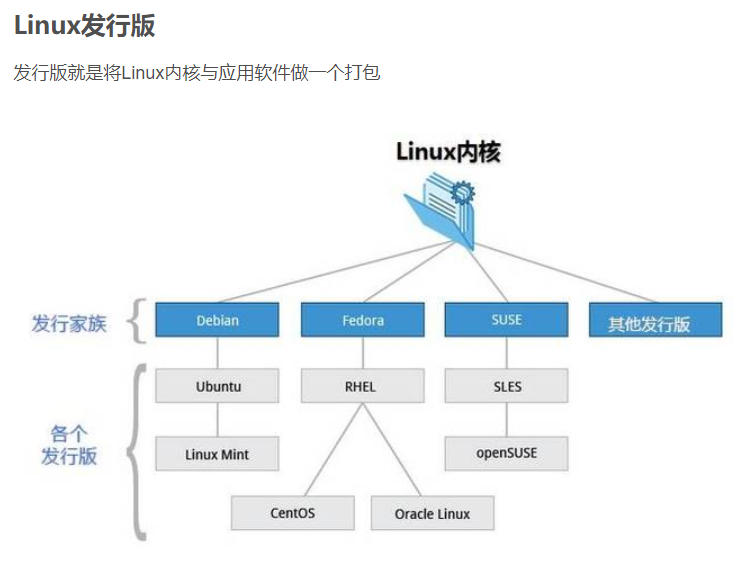 Linux发行版
发行版就是将Linux内核与应用软件做一个打包
Linux内核
发行家族
Debian
Fedora
SUSE
其他发行版
各个
发行版
Ubuntu
RHEL
SLES
Linux Mint
openSUSE
CentOS
Oracle Linux